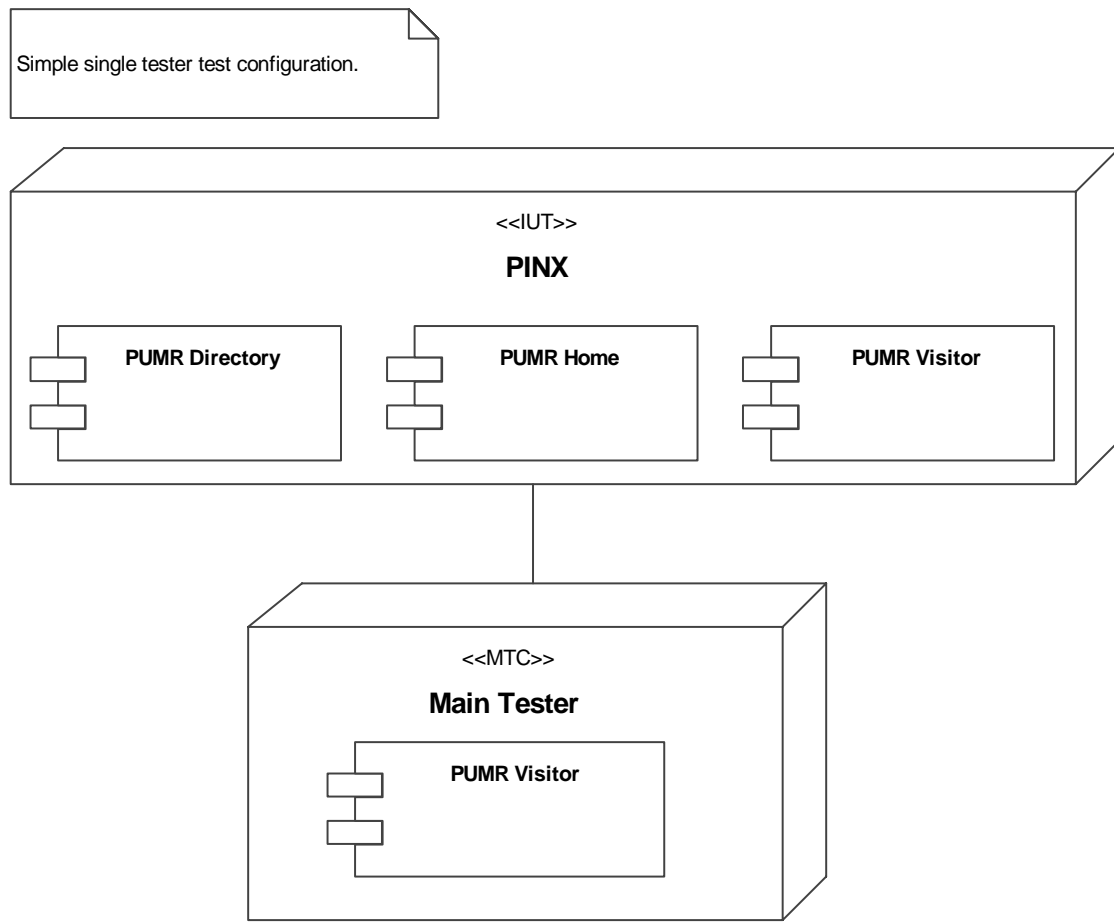 Simple single tester test configuration.
<<IUT>>
PINX
PUMR Directory
PUMR Home
PUMR Visitor
<<MTC>>
Main Tester
PUMR Visitor